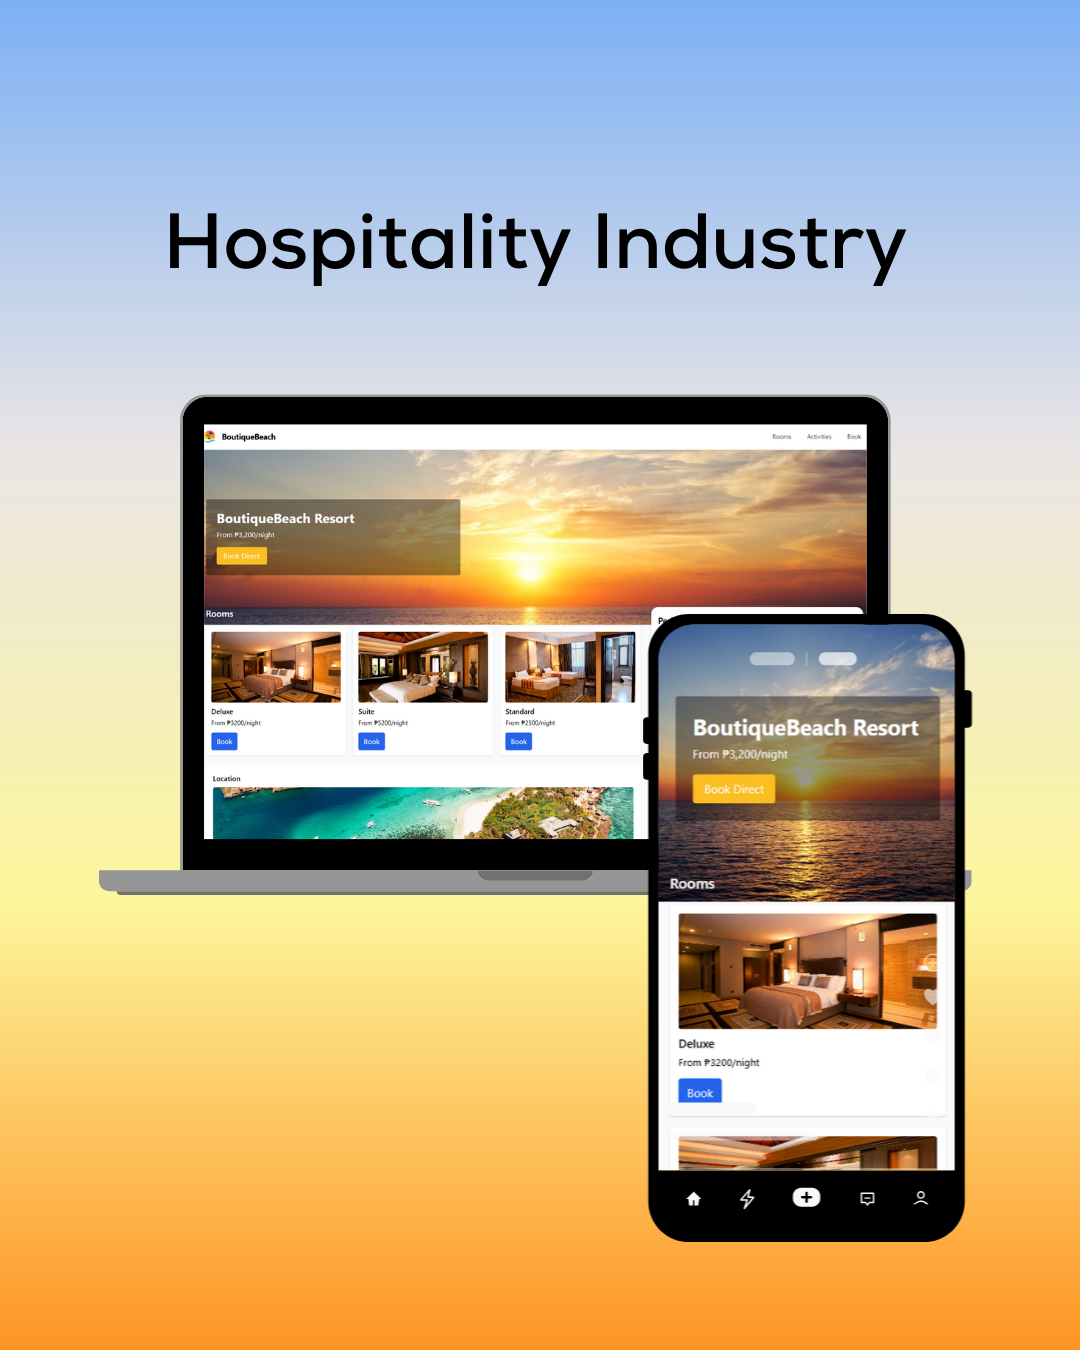 Hospitality Industry
BoutiqueBeach
Rooms Activities Book
BoutiqueBeach Resort
From ₱3,200/night
Book Direct
Rooms
Deluxe
From ₱3200/night
Book
Suite
From ₱5200/night
Book
Standard
From ₱2500/night
Book
Location
BoutiqueBeach Resort
From ₱3,200/night
Book Direct
Rooms
Deluxe
From ₱3200/night
Book